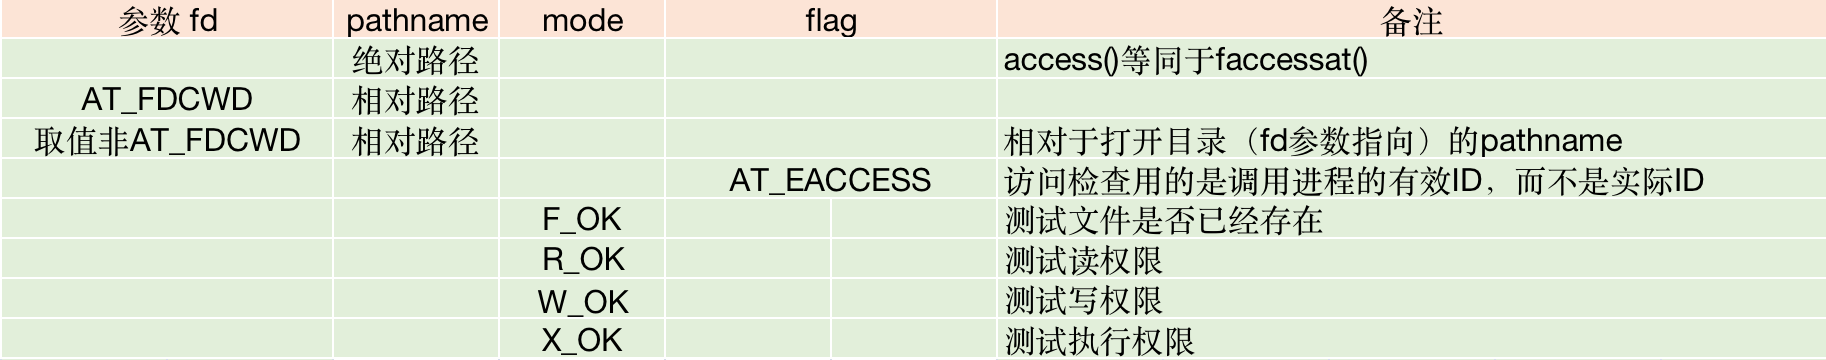 参数 fd pathname mode flag 备注
绝对路径 access()等同于faccessat()
AT_FDCWD 相对路径
取值非AT_FDCWD 相对路径 相对于打开目录（fd参数指向）的pathname
AT_EACCESS 访问检查用的是调用进程的有效ID，而不是实际ID
F_OK 测试文件是否已经存在
R_OK 测试读权限
W_OK 测试写权限
X_OK 测试执行权限